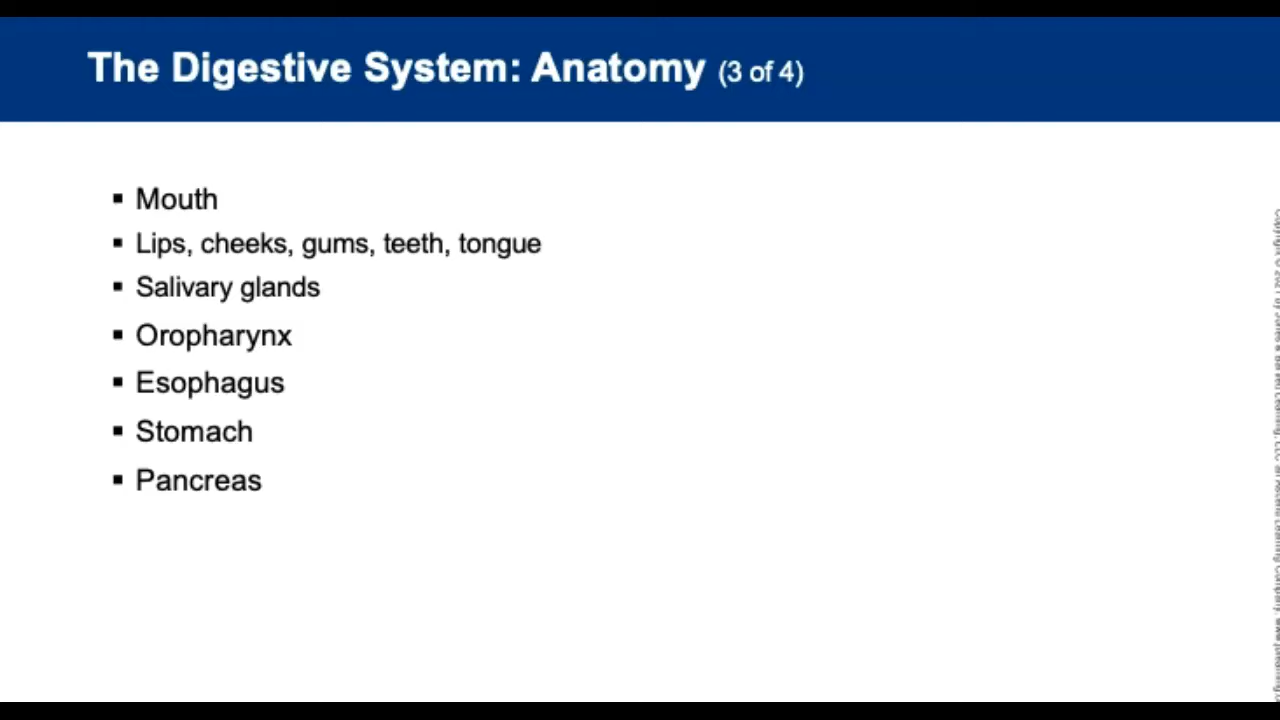 The Digestive System: Anatomy (3 of 4)
▪ Mouth
▪ Lips, cheeks, gums, teeth, tongue
▪ Salivary glands
▪ Oropharynx
▪ Esophagus
▪ Stomach
▪ Pancreas